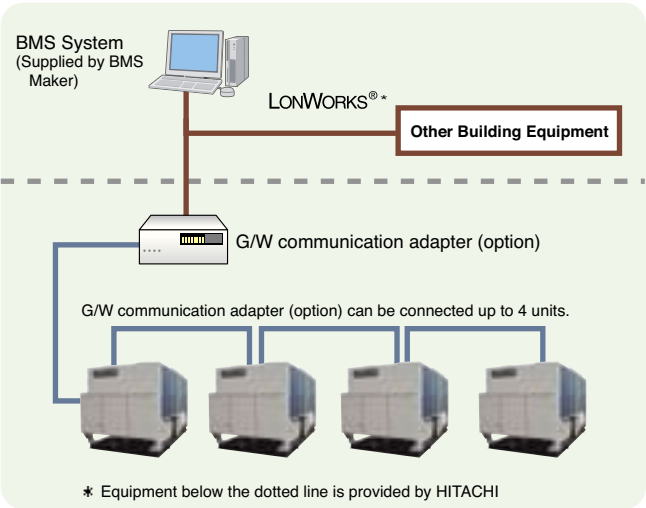 BMS System
(Supplied by BMS
Maker)
LONWORKS® *
Other Building Equipment
G/W communication adapter (option)
G/W communication adapter (option) can be connected up to 4 units.
* Equipment below the dotted line is provided by HITACHI